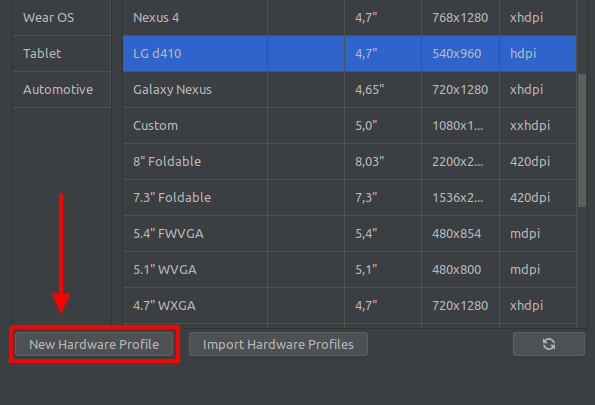 Wear OS Nexus 4 4,7" 768x1280 xhdpi
Tablet LG d410 4,7" 540x960 hdpi
Automotive Galaxy Nexus 4,65" 720x1280 xhdpi
Custom 5,0" 1080x1... xxhdpi
8" Foldable 8,03" 2200x2... 420dpi
7.3" Foldable 7,3" 1536x2... 420dpi
5.4" FWVGA 5,4" 480x854 mdpi
5.1" WVGA 5,1" 480x800 mdpi
4.7" WXGA 4,7" 720x1280 xhdpi
New Hardware Profile Import Hardware Profiles